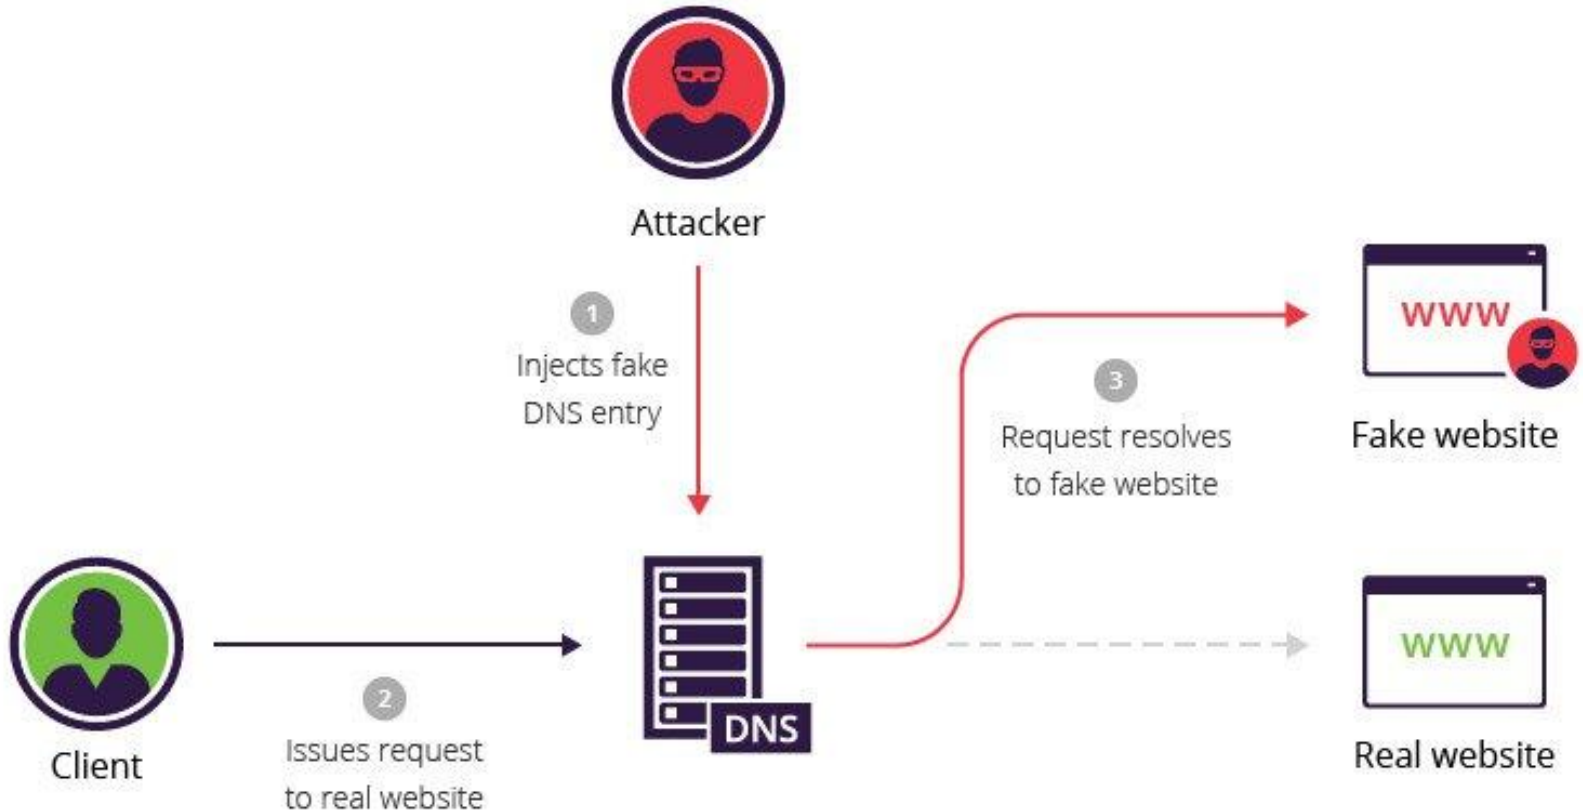 Attacker
1
Injects fake
DNS entry
www
3
Request resolves
to fake website
Fake website
DNS
www
Client
2
Issues request
to real website
Real website